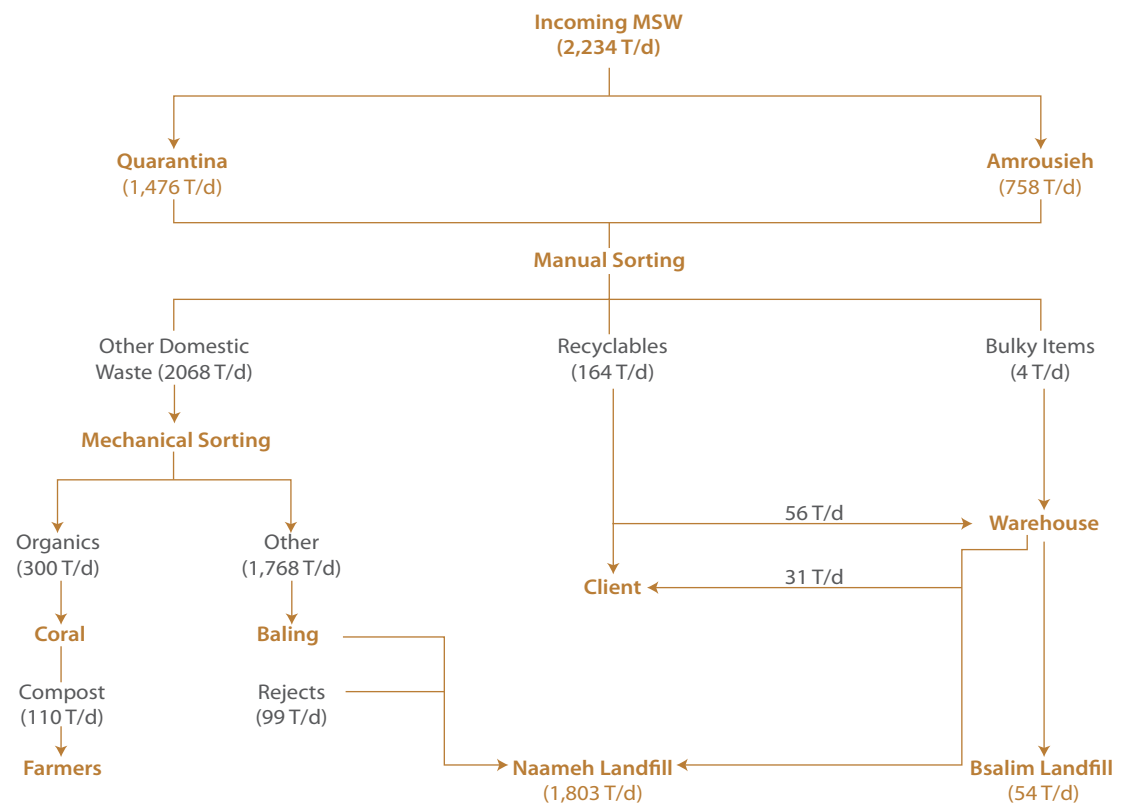 Incoming MSW
(2,234 T/d)
Quarantina
(1,476 T/d)
Amrousieh
(758 T/d)
Manual Sorting
Other Domestic
Waste (2068 T/d)
Recyclables
(164 T/d)
Bulky Items
(4 T/d)
Mechanical Sorting
56 T/d
Warehouse
Organics
(300 T/d)
Other
(1,768 T/d)
31 T/d
Client
Coral
Baling
Compost
(110 T/d)
Rejects
(99 T/d)
Farmers
Naameh Landfill
(1,803 T/d)
Bsalim Landfill
(54 T/d)